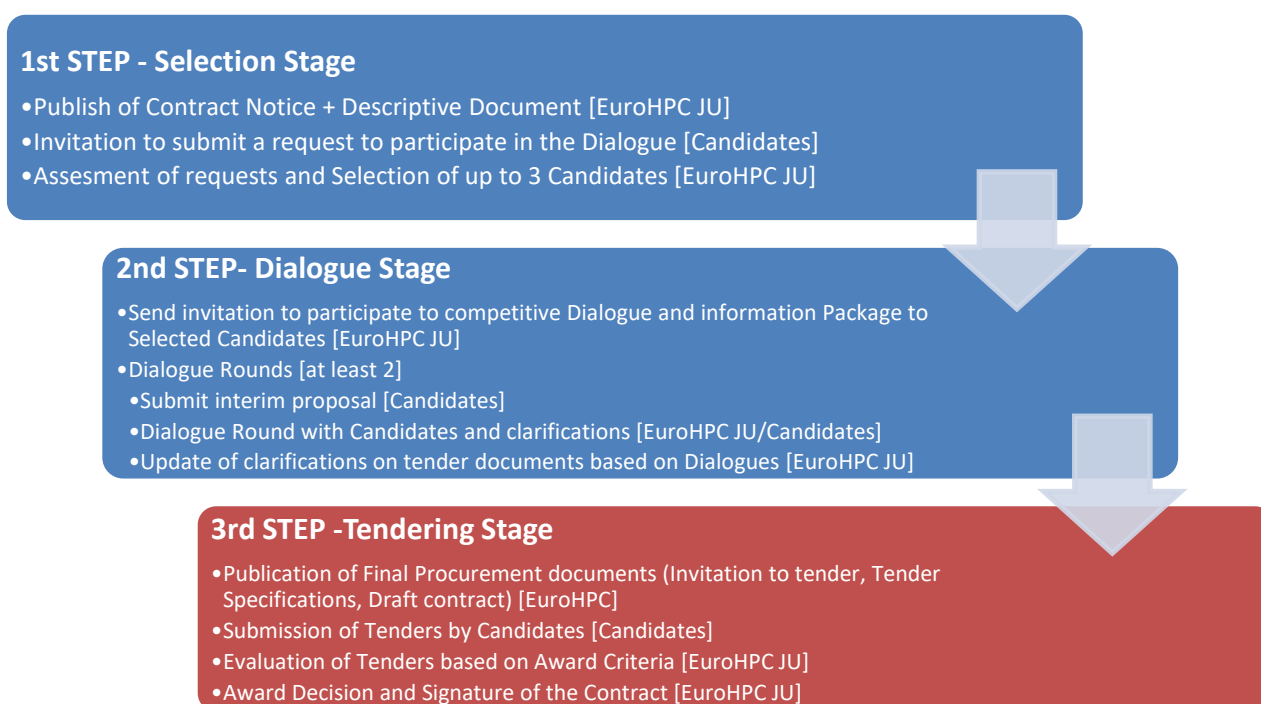 1st STEP - Selection Stage
•Publish of Contract Notice + Descriptive Document [EuroHPC JU]
•Invitation to submit a request to participate in the Dialogue [Candidates]
•Assesment of requests and Selection of up to 3 Candidates [EuroHPC JU]
2nd STEP- Dialogue Stage
•Send invitation to participate to competitive Dialogue and information Package to
Selected Candidates [EuroHPC JU]
•Dialogue Rounds [at least 2]
•Submit interim proposal [Candidates]
•Dialogue Round with Candidates and clarifications [EuroHPC JU/Candidates]
•Update of clarifications on tender documents based on Dialogues [EuroHPC JU]
3rd STEP -Tendering Stage
•Publication of Final Procurement documents (Invitation to tender, Tender
Specifications, Draft contract) [EuroHPC]
•Submission of Tenders by Candidates [Candidates]
•Evaluation of Tenders based on Award Criteria [EuroHPC JU]
•Award Decision and Signature of the Contract [EuroHPC JU]